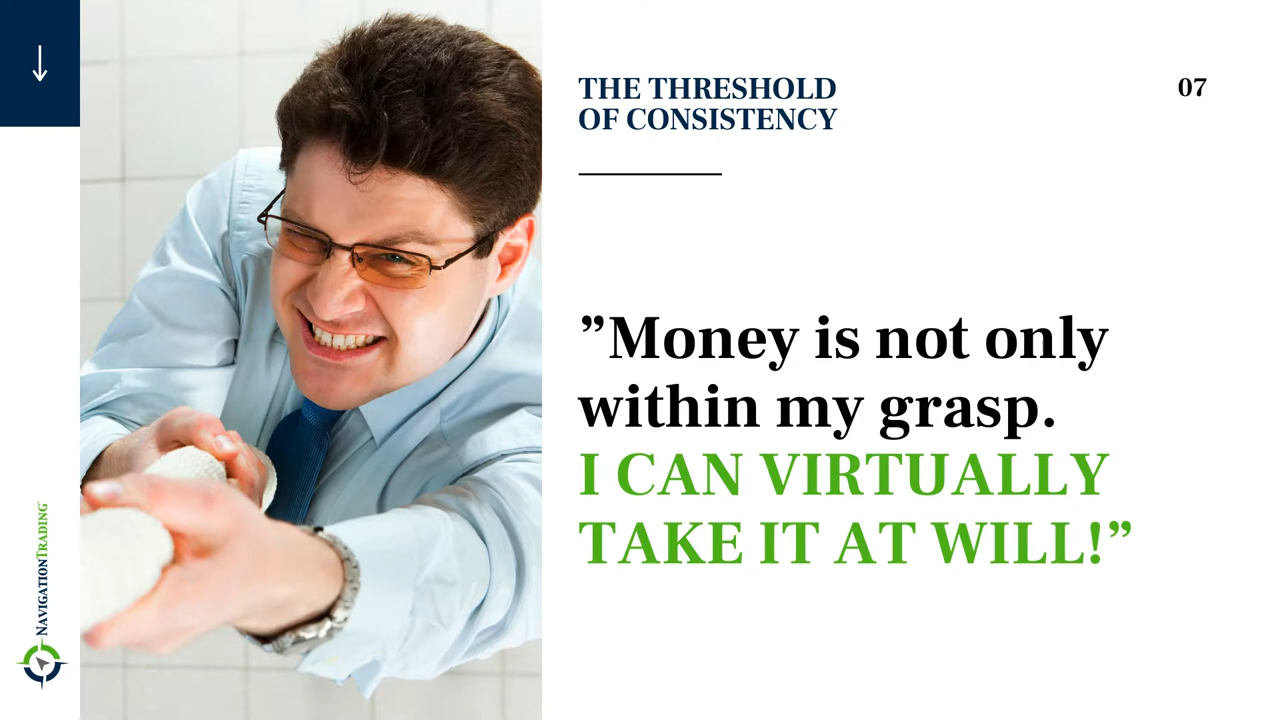 THE THRESHOLD
OF CONSISTENCY
07
”Money is not only
within my grasp.
I CAN VIRTUALLY
TAKE IT AT WILL!”
NAVIGATIONTRADING